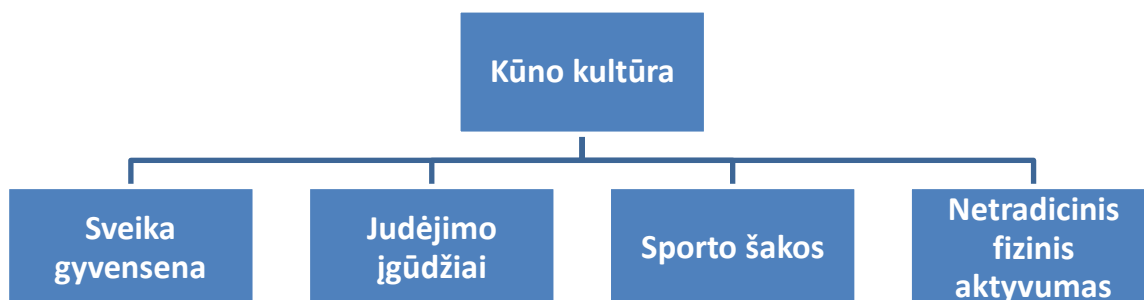 Kūno kultūra
Sveika
gyvensena
Judėjimo
įgūdžiai
Sporto šakos
Netradicinis
fizinis
aktyvumas